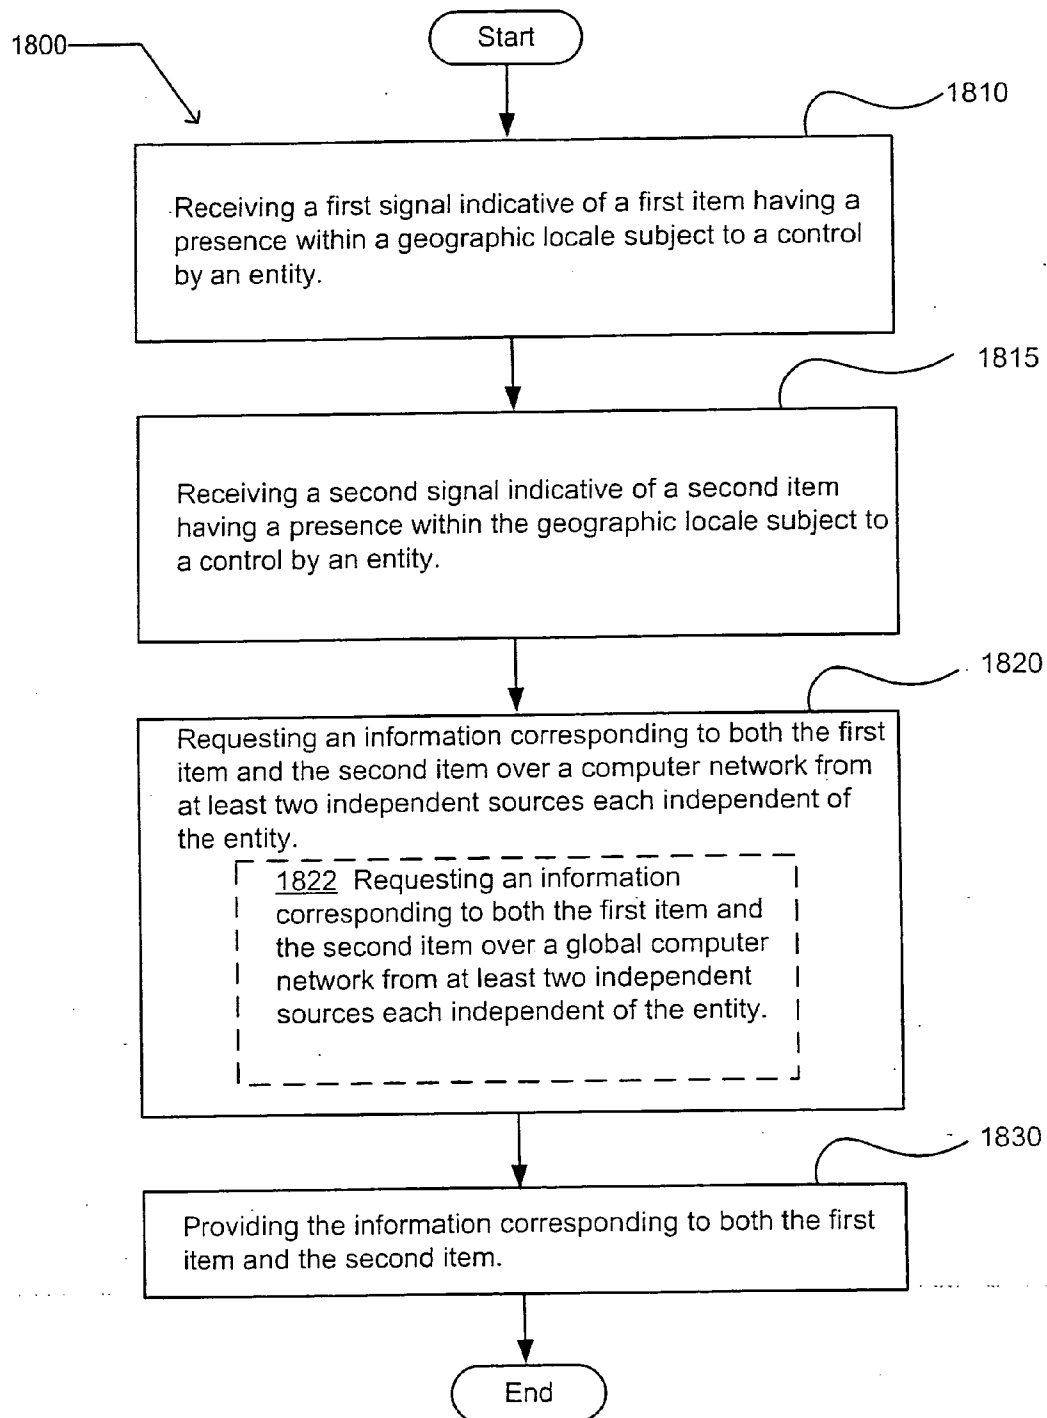 Start
1800
1810
Receiving a first signal indicative of a first item having a
presence within a geographic locale subject to a control
by an entity.
1815
Receiving a second signal indicative of a second item
having a presence within the geographic locale subject to
a control by an entity.
1820
Requesting an information corresponding to both the first
item and the second item over a computer network from
at least two independent sources each independent of
the entity.
1822 Requesting an information
corresponding to both the first item and
the second item over a global computer
network from at least two independent
sources each independent of the entity.
1830
Providing the information corresponding to both the first
item and the second item.
End